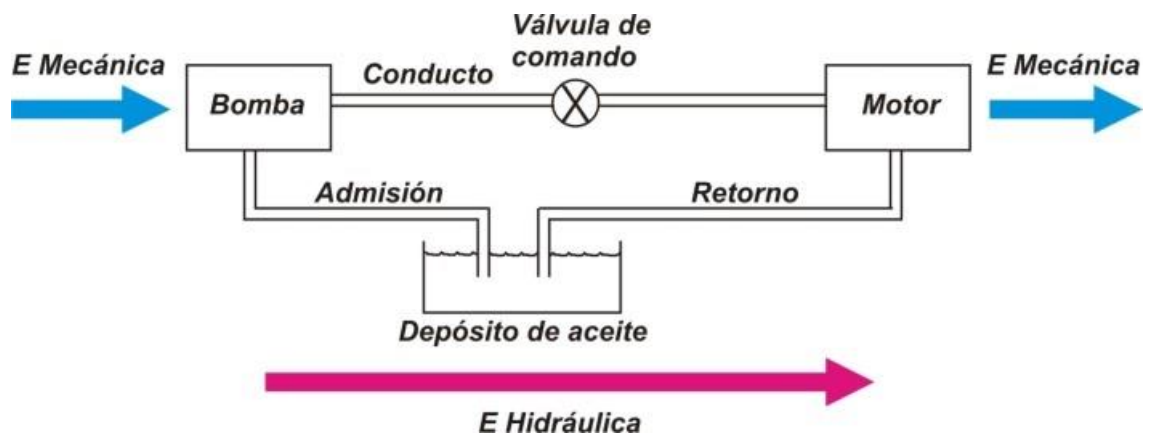 Válvula de
comando
E Mecánica
Conducto
E Mecánica
Bomba
Motor
Admisión
Retorno
Depósito de aceite
E Hidráulica